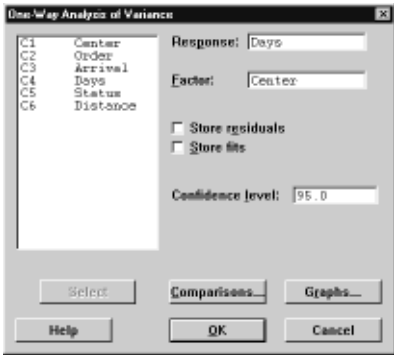 One-Way Analysis of Variance
C1 Center
C2 Order
C3 Arrival
C4 Days
C5 Status
C6 Distance
Response: Days
Factor: Center
Store residuals
Store fits
Confidence level: 95.0
Select
Comparisons...
Graphs...
Help
OK
Cancel